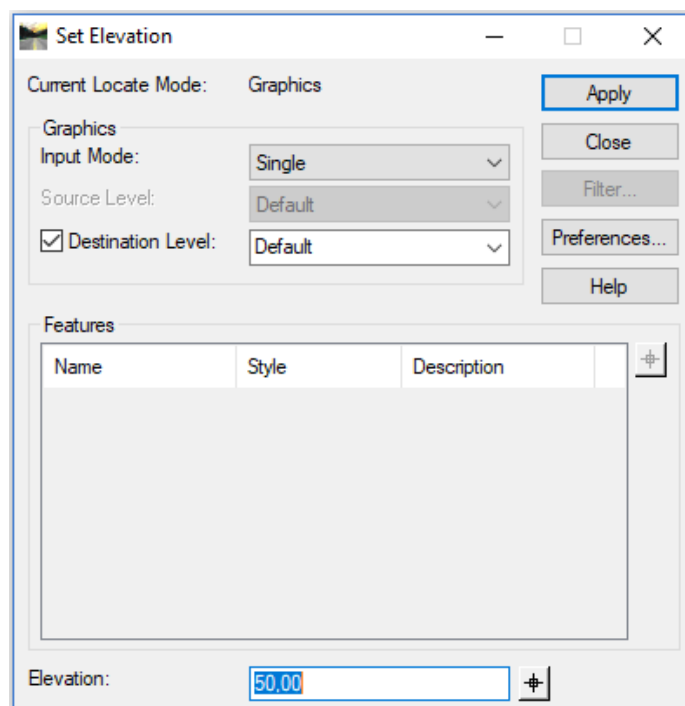 Set Elevation
Current Locate Mode: Graphics
Apply
Graphics
Close
Input Mode: Single
Filter...
Source Level: Default
Destination Level: Default
Preferences...
Help
Features
Name Style Description
Elevation: 50,00